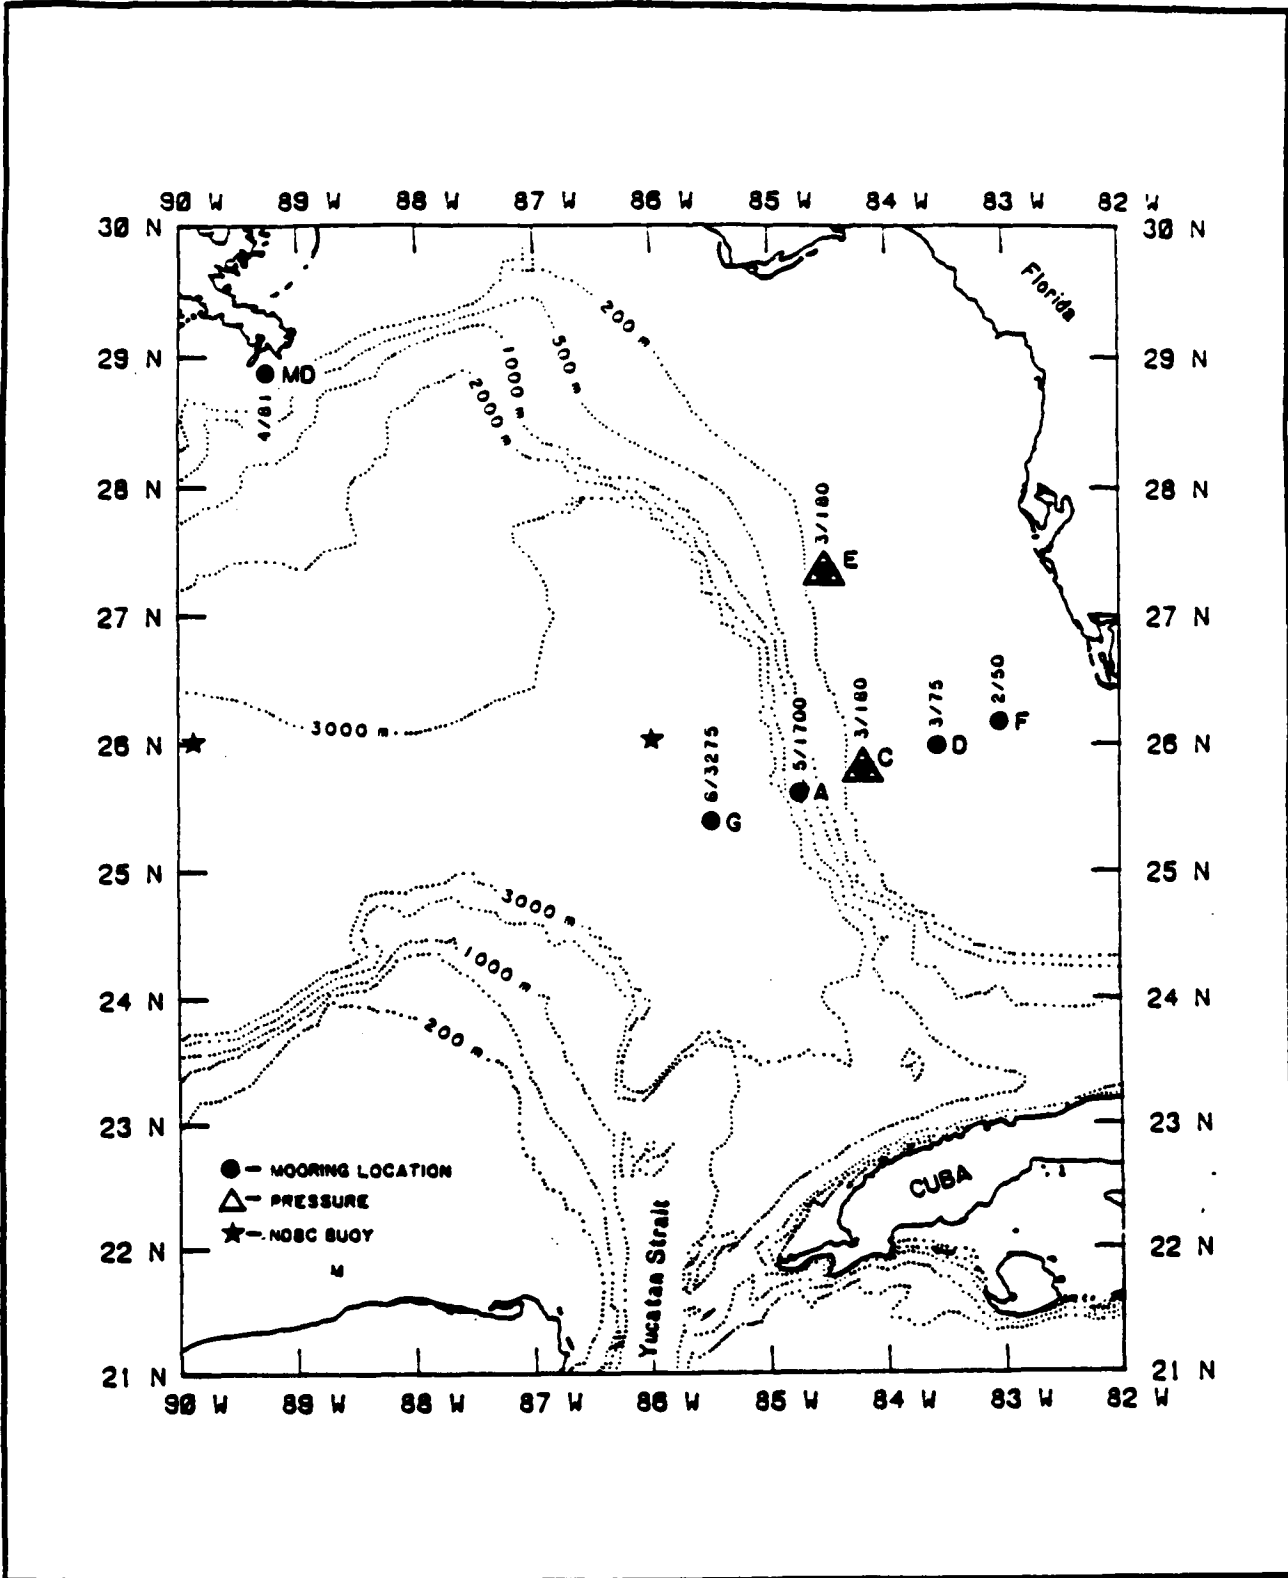 90 W 89 W 88 W 87 W 86 W 85 W 84 W 83 W 82 W
30 N 30 N
Florida
200 m
500 m
1000 m
2000 m
29 N 29 N
MD
4/81
28 N 28 N
3/180
E
27 N 27 N
3000 m
26 N 26 N
6/3275
G
5/1700
A
3/180
C
3/75
D
2/50
F
25 N 25 N
3000 m
1000 m
24 N 24 N
200 m
23 N 23 N
● - MOORING LOCATION
△ - PRESSURE
★ - NDBC BUOY
CUBA
Yucatan Strait
22 N 22 N
M
21 N 21 N
90 W 89 W 88 W 87 W 86 W 85 W 84 W 83 W 82 W